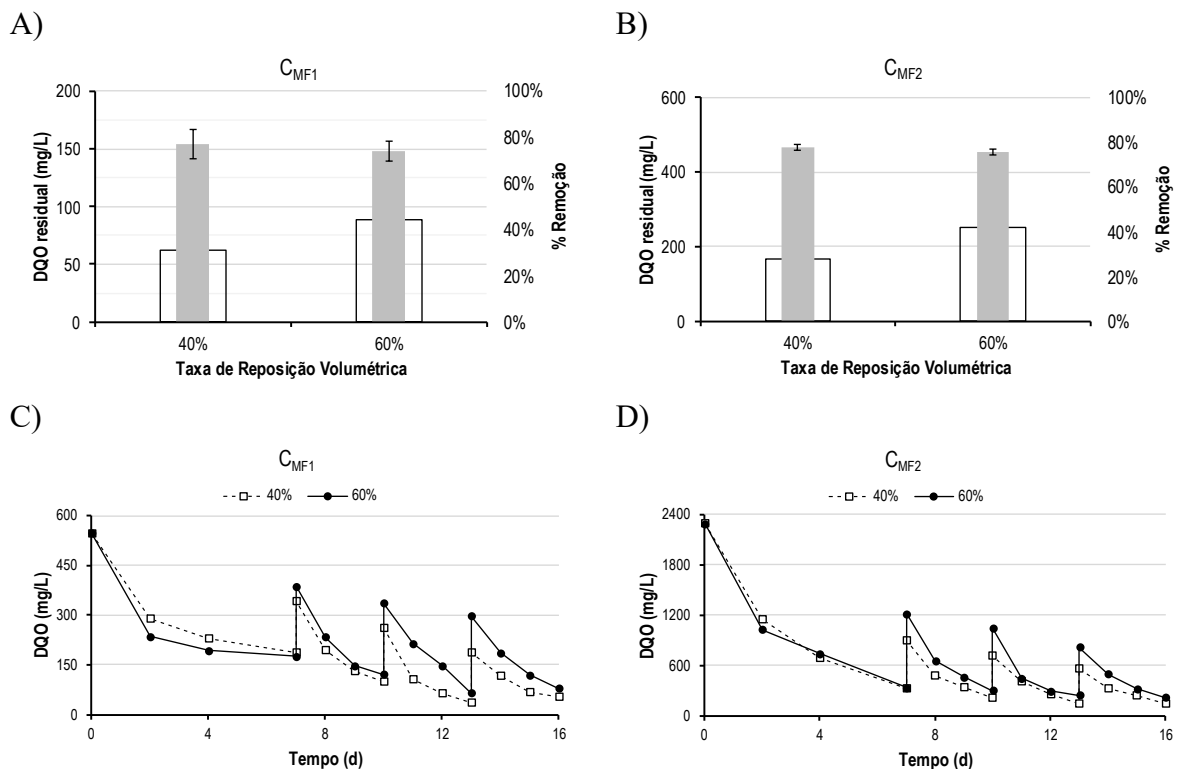 A)
C_MF1
200
150
100
50
0
DQO residual (mg/L)
100%
80%
60%
40%
20%
0%
% Remoção
40% 60%
Taxa de Reposição Volumétrica
B)
C_MF2
600
400
200
0
DQO residual (mg/L)
100%
80%
60%
40%
20%
0%
% Remoção
40% 60%
Taxa de Reposição Volumétrica
C)
C_MF1
40% 60%
600
450
300
150
0
DQO (mg/L)
0 4 8 12 16
Tempo (d)
D)
C_MF2
40% 60%
2400
1800
1200
600
0
DQO (mg/L)
0 4 8 12 16
Tempo (d)